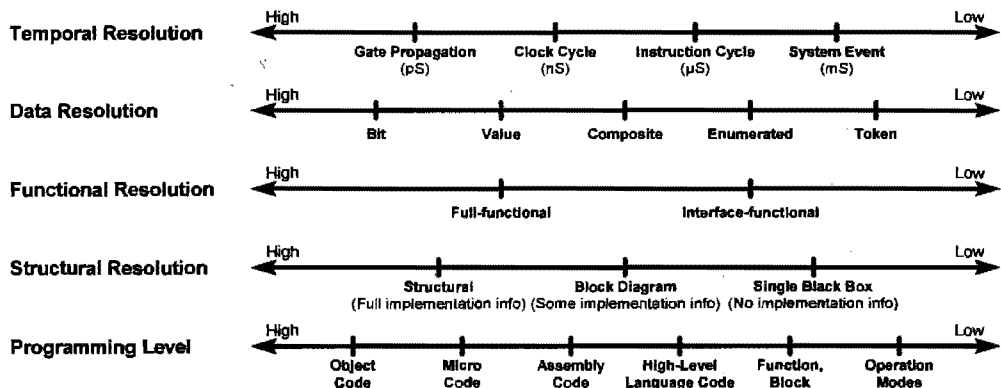 High Low
Temporal Resolution
Gate Propagation Clock Cycle Instruction Cycle System Event
(pS) (nS) (µS) (mS)
High Low
Data Resolution
Bit Value Composite Enumerated Token
High Low
Functional Resolution
Full-functional Interface-functional
High Low
Structural Resolution
Structural Block Diagram Single Black Box
(Full implementation info) (Some implementation info) (No implementation info)
High Low
Programming Level
Object Micro Assembly High-Level Function, Operation
Code Code Code Language Code Block Modes